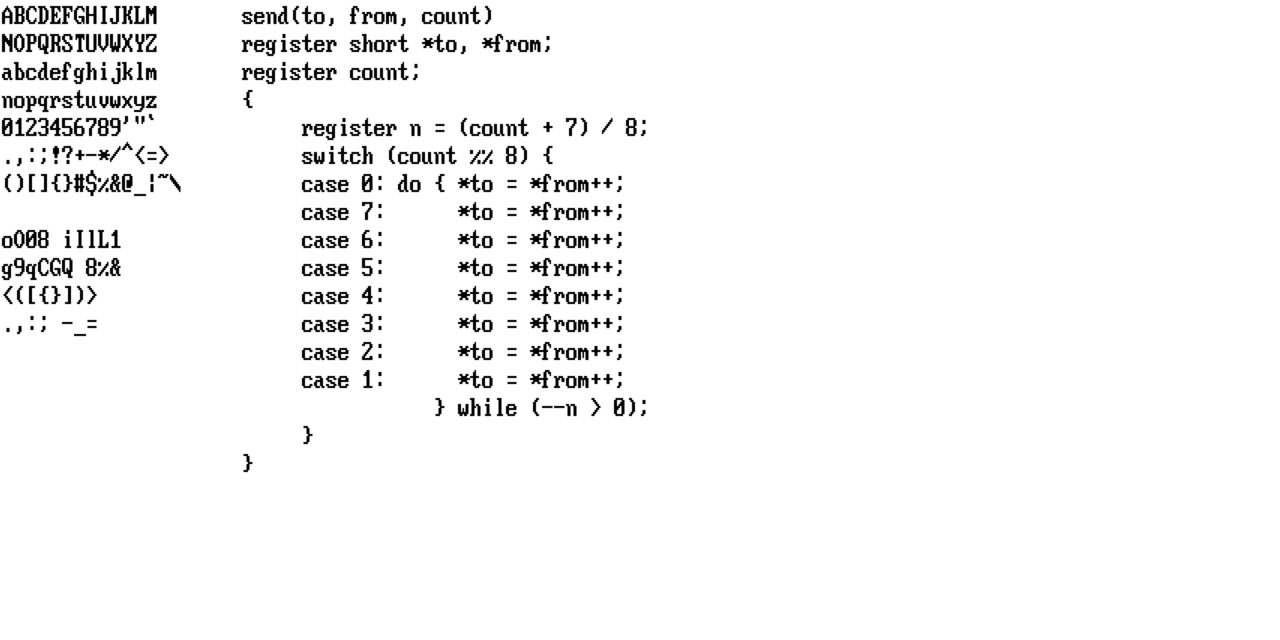 ABCDEFGHIJKLM
NOPQRSTUVWXYZ
abcdefghijklm
nopqrstuvwxyz
0123456789'"`
.,:;!?+-*/^<=>
()[]{}#$%&@_|~\
oO08 iIlL1
g9qCGQ 8%&
<([{}])>
.,:; -_=
send(to, from, count)
register short *to, *from;
register count;
{
     register n = (count + 7) / 8;
     switch (count %% 8) {
     case 0: do { *to = *from++;
     case 7:      *to = *from++;
     case 6:      *to = *from++;
     case 5:      *to = *from++;
     case 4:      *to = *from++;
     case 3:      *to = *from++;
     case 2:      *to = *from++;
     case 1:      *to = *from++;
                } while (--n > 0);
     }
}